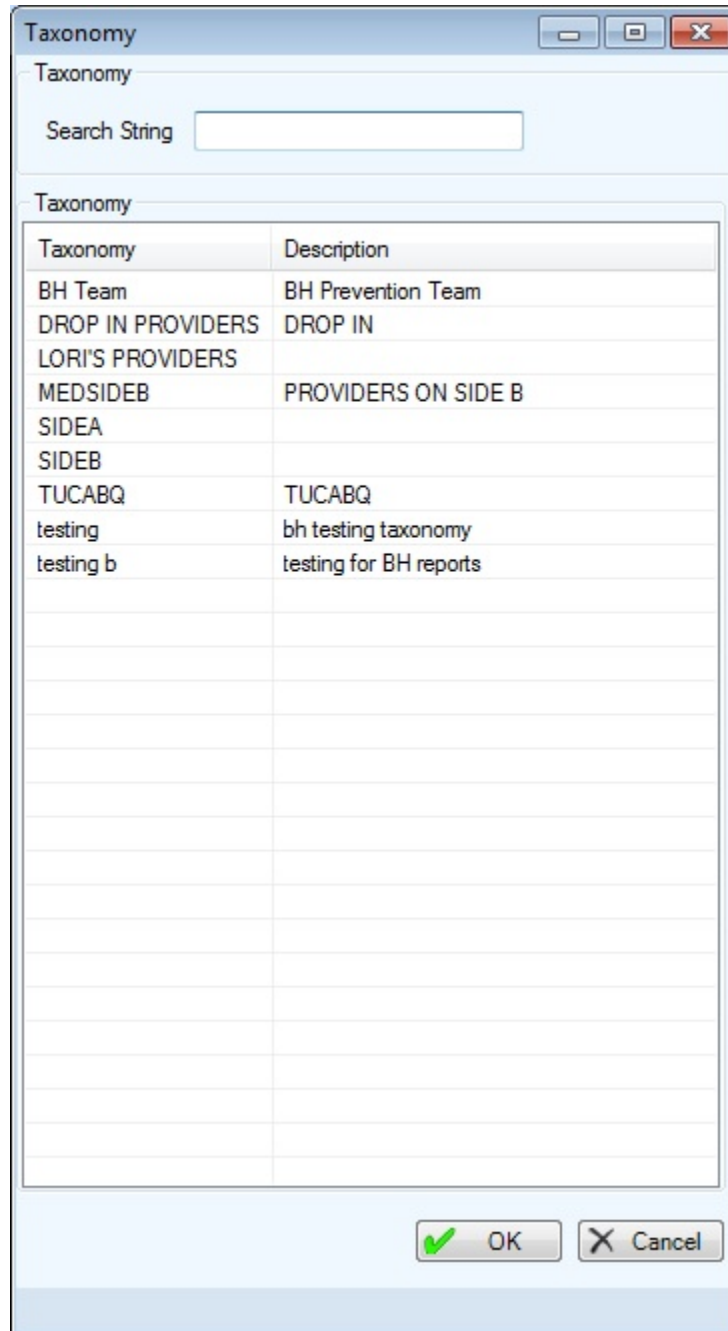 Taxonomy
Taxonomy
Search String
Taxonomy
Taxonomy Description
BH Team BH Prevention Team
DROP IN PROVIDERS DROP IN
LORI'S PROVIDERS
MEDSIDEB PROVIDERS ON SIDE B
SIDEA
SIDEB
TUCABQ TUCABQ
testing bh testing taxonomy
testing b testing for BH reports
OK Cancel